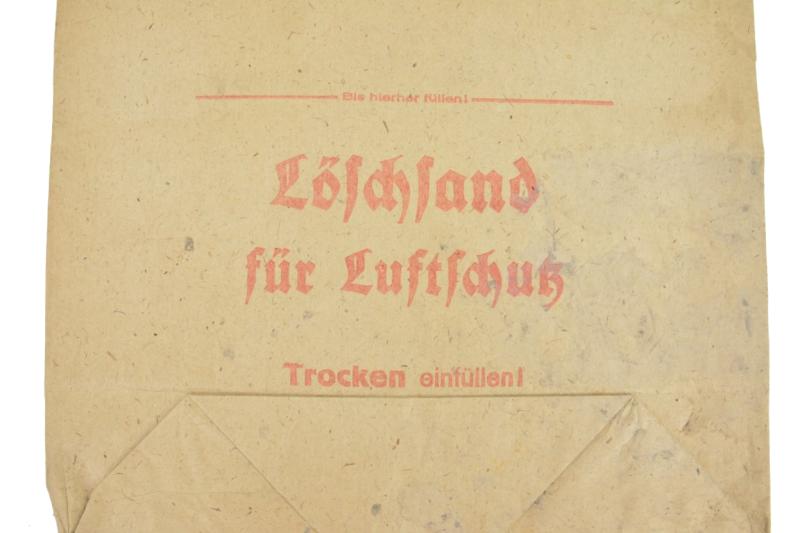 Bis hierher füllen!
Löschsand
für Luftschutz
Trocken einfüllen!